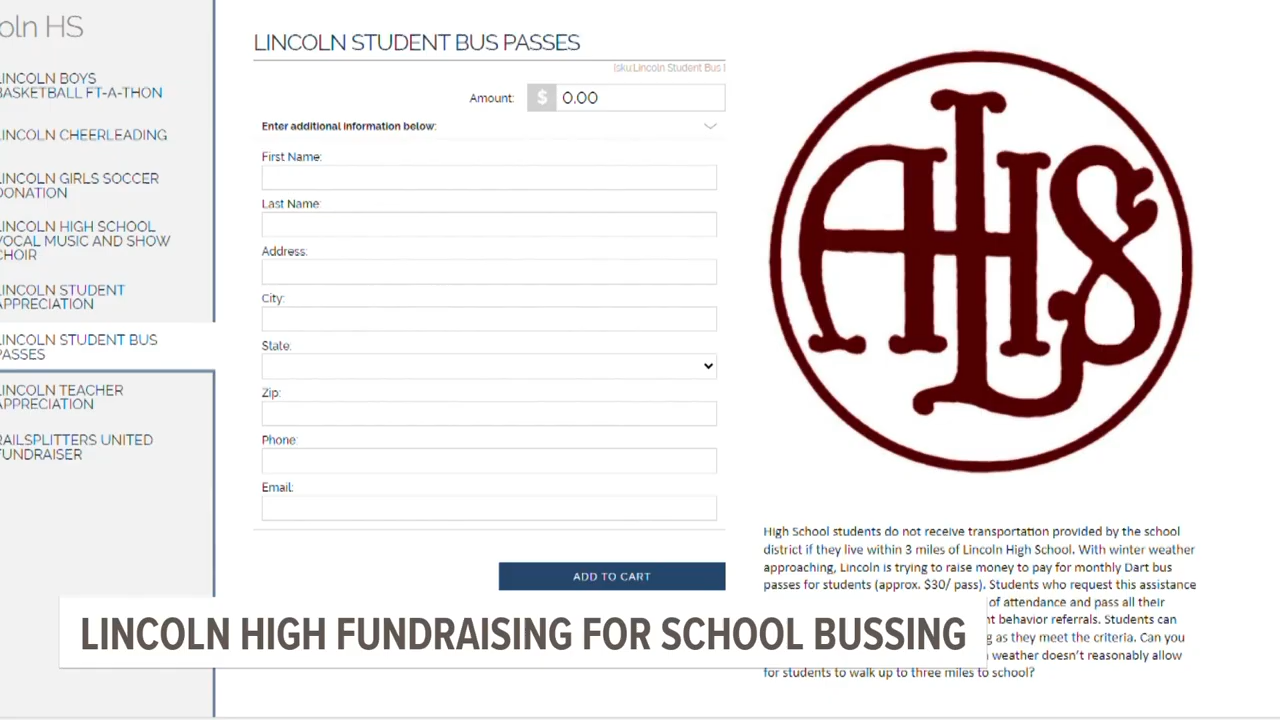 oln HS
LINCOLN BOYS
BASKETBALL FT-A-THON
LINCOLN CHEERLEADING
LINCOLN GIRLS SOCCER
DONATION
LINCOLN HIGH SCHOOL
VOCAL MUSIC AND SHOW
CHOIR
LINCOLN STUDENT
APPRECIATION
LINCOLN STUDENT BUS
PASSES
LINCOLN TEACHER
APPRECIATION
RAILSPLITTERS UNITED
FUNDRAISER
LINCOLN STUDENT BUS PASSES
[sku:Lincoln Student Bus ]
Amount:
$ 0.00
Enter additional information below:
First Name:
Last Name:
Address:
City:
State:
Zip:
Phone:
Email:
ADD TO CART
ALHS
High School students do not receive transportation provided by the school
district if they live within 3 miles of Lincoln High School. With winter weather
approaching, Lincoln is trying to raise money to pay for monthly Dart bus
passes for students (approx. $30/ pass). Students who request this assistance
of attendance and pass all their
behavior referrals. Students can
as they meet the criteria. Can you
weather doesn't reasonably allow
for students to walk up to three miles to school?
LINCOLN HIGH FUNDRAISING FOR SCHOOL BUSSING